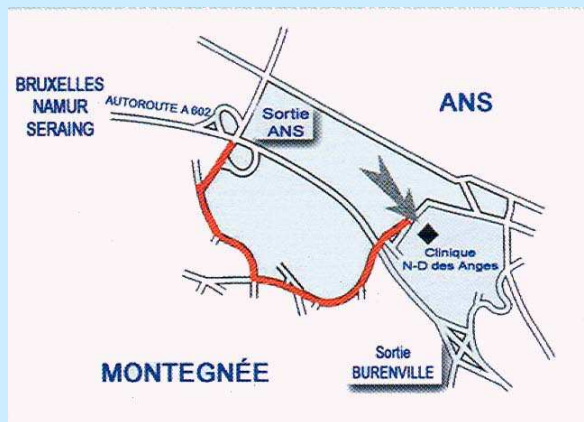 BRUXELLES
NAMUR
SERAING
AUTOROUTE A 602
Sortie
ANS
ANS
Clinique
N-D des Anges
Sortie
BURENVILLE
MONTEGNÉE